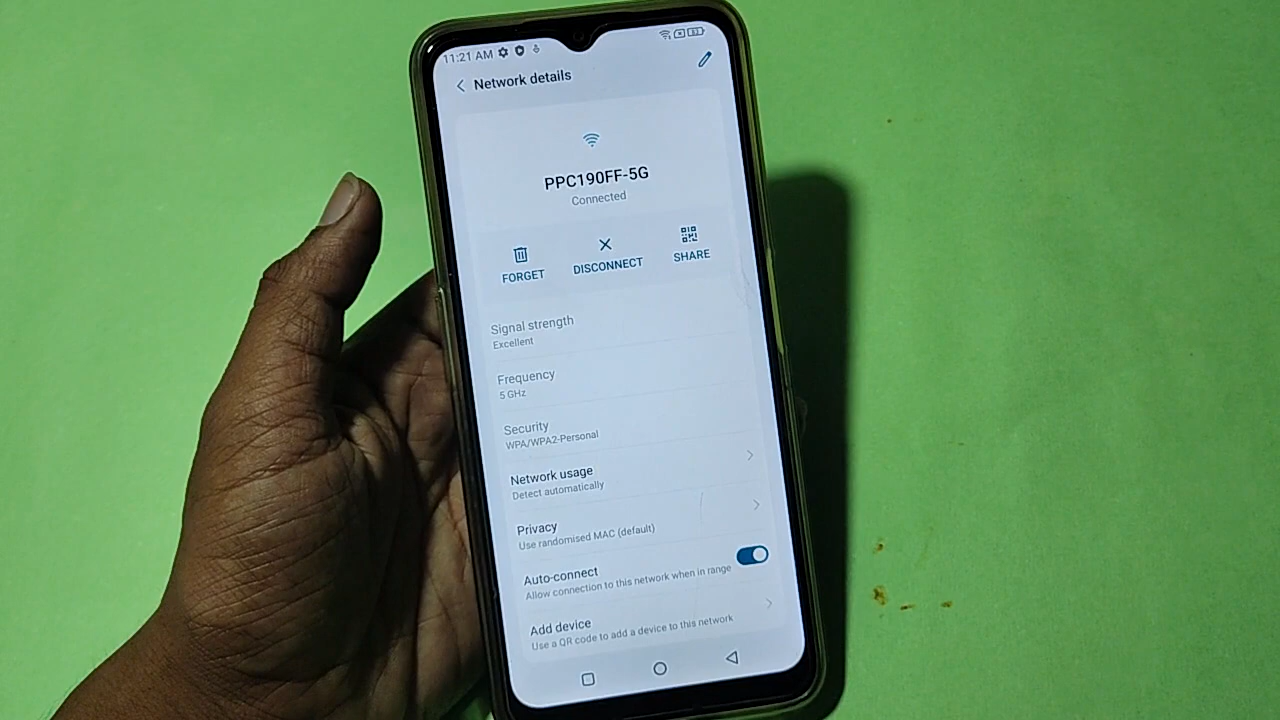 11:21 AM
Network details
PPC190FF-5G
Connected
FORGET
DISCONNECT
SHARE
Signal strength
Excellent
Frequency
5 GHz
Security
WPA/WPA2-Personal
Network usage
Detect automatically
Privacy
Use randomised MAC (default)
Auto-connect
Allow connection to this network when in range
Add device
Use a QR code to add a device to this network